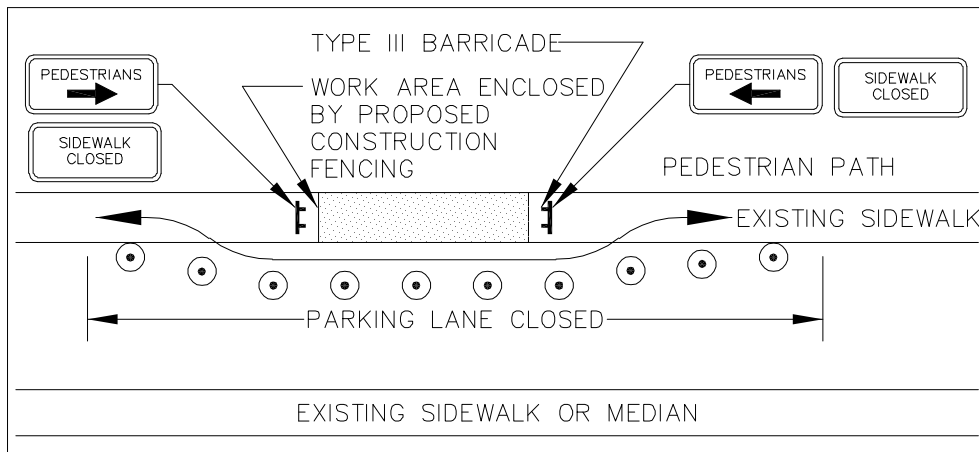 TYPE III BARRICADE
PEDESTRIANS
SIDEWALK
CLOSED
WORK AREA ENCLOSED
BY PROPOSED
CONSTRUCTION
FENCING
PEDESTRIANS
SIDEWALK
CLOSED
PEDESTRIAN PATH
EXISTING SIDEWALK
PARKING LANE CLOSED
EXISTING SIDEWALK OR MEDIAN